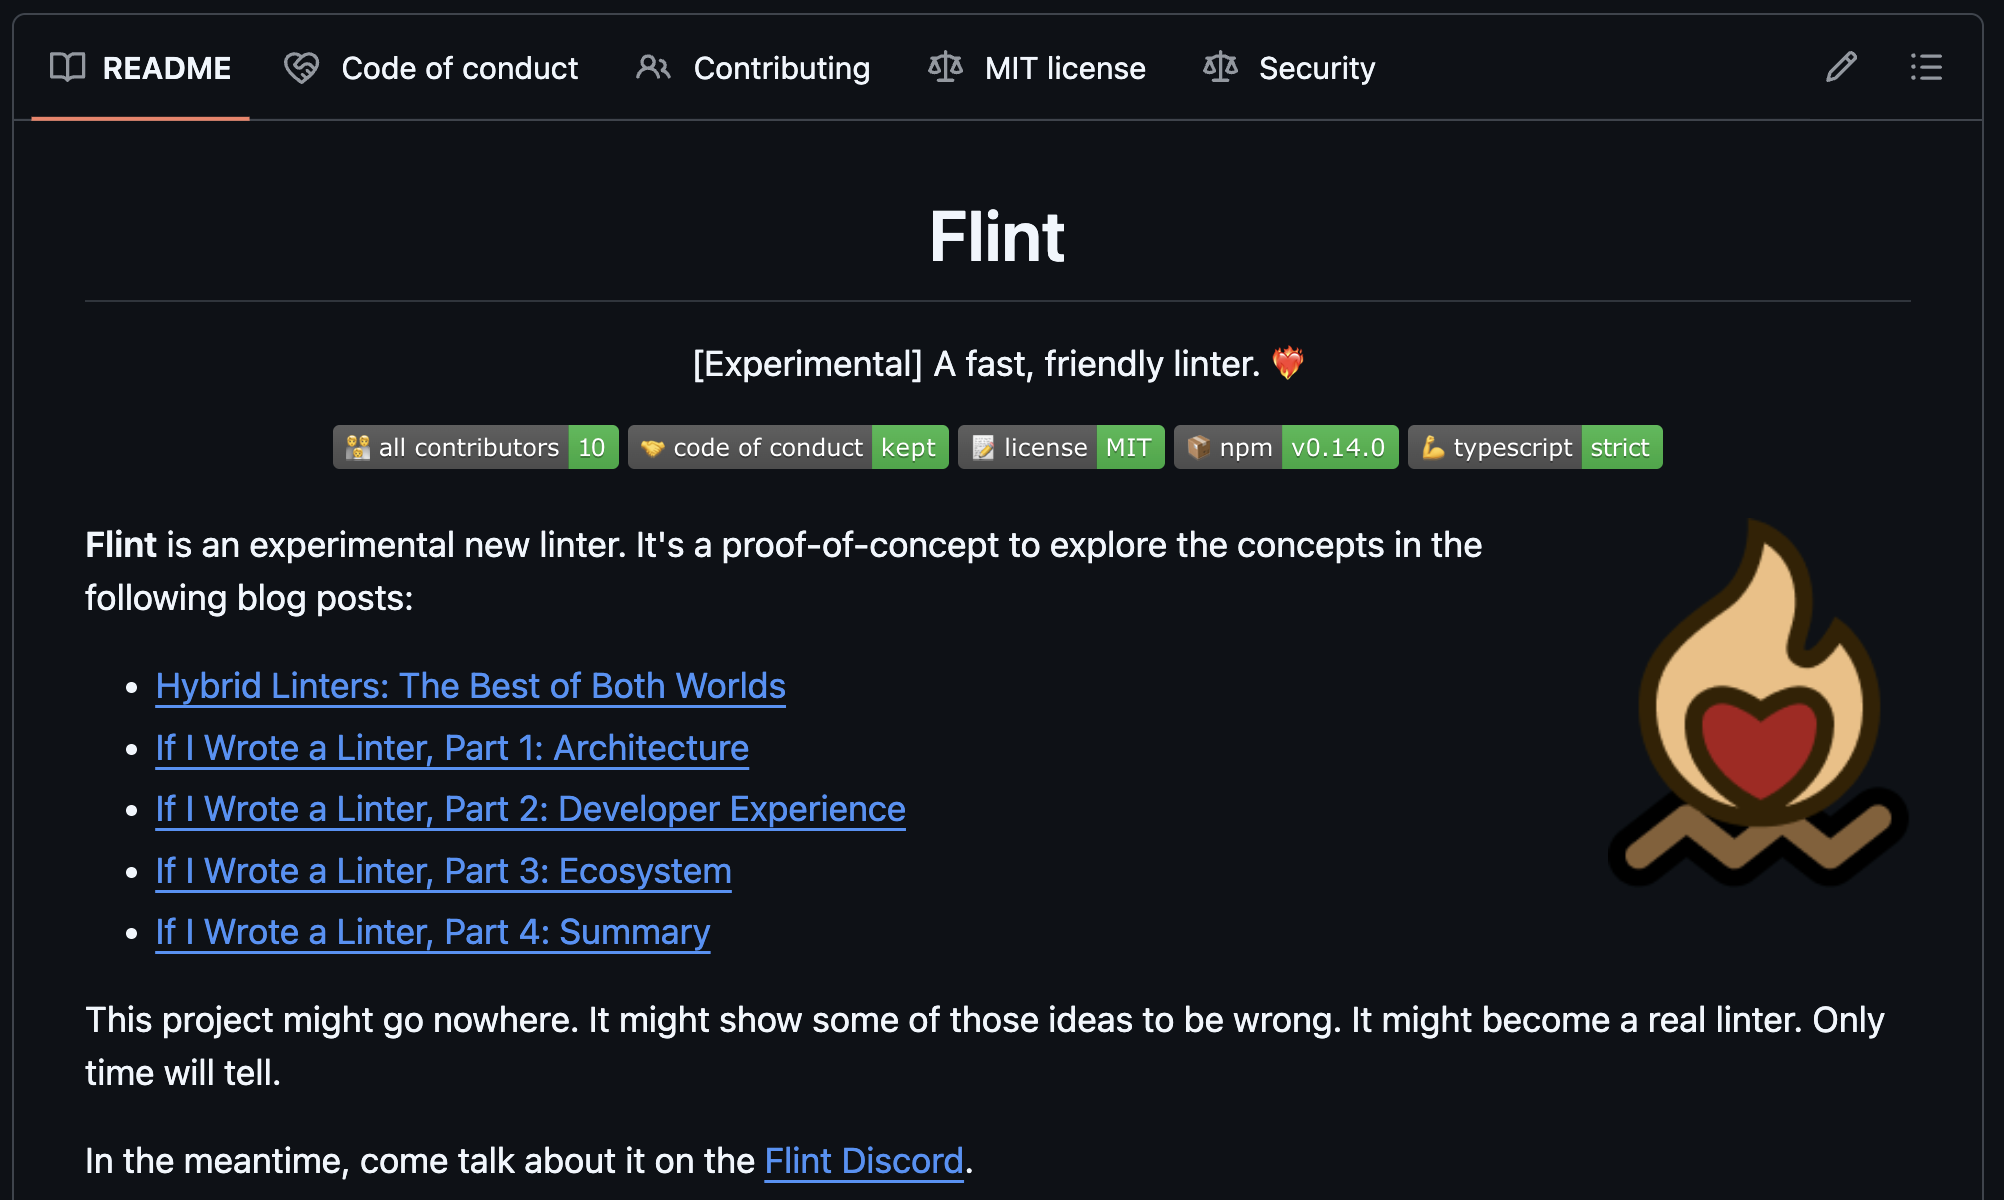 README Code of conduct Contributing MIT license Security
Flint
[Experimental] A fast, friendly linter. ❤️‍🔥
👨‍👩‍👦 all contributors 10 🤝 code of conduct kept 📝 license MIT 📦 npm v0.14.0 💪 typescript strict
Flint is an experimental new linter. It's a proof-of-concept to explore the concepts in the
following blog posts:
• Hybrid Linters: The Best of Both Worlds
• If I Wrote a Linter, Part 1: Architecture
• If I Wrote a Linter, Part 2: Developer Experience
• If I Wrote a Linter, Part 3: Ecosystem
• If I Wrote a Linter, Part 4: Summary
This project might go nowhere. It might show some of those ideas to be wrong. It might become a real linter. Only
time will tell.
In the meantime, come talk about it on the Flint Discord.